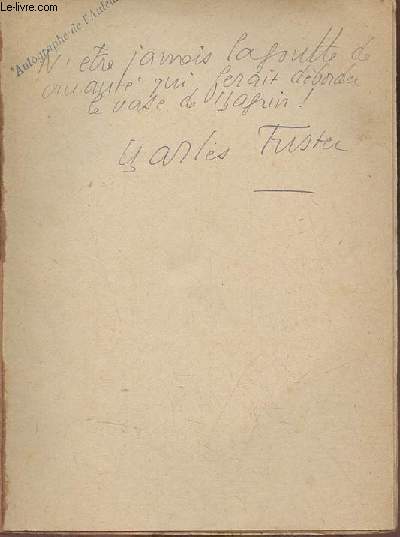 Le-livre.com
Autographe de l'Auteur
N'être jamais la goutte de
cruauté qui ferait déborder
le vase de chagrin !
Charles Fuster